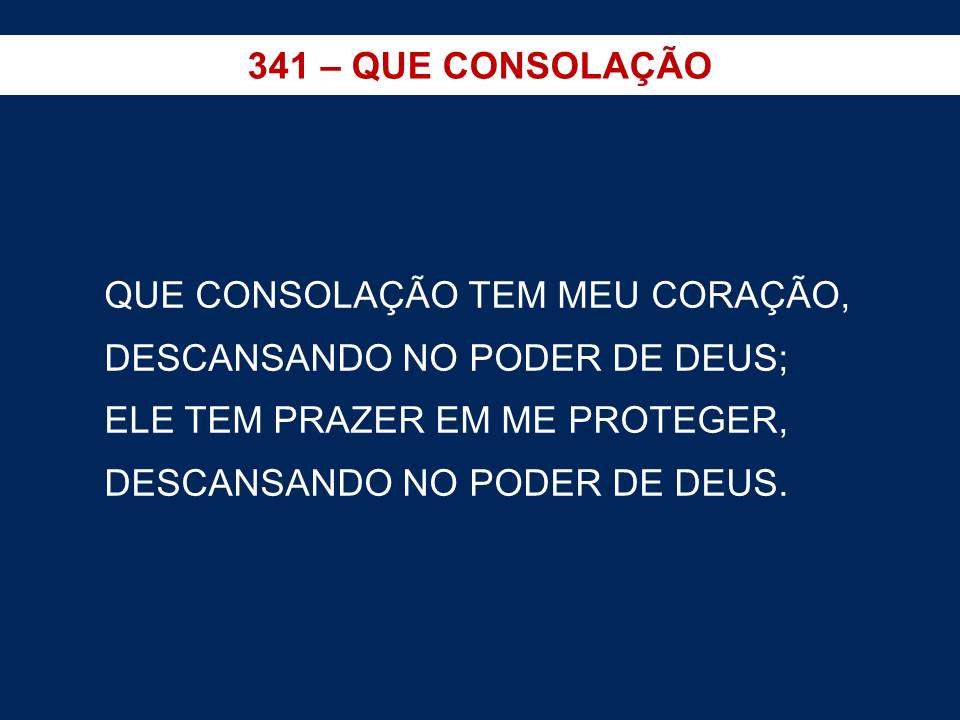 341 – QUE CONSOLAÇÃO
QUE CONSOLAÇÃO TEM MEU CORAÇÃO,
DESCANSANDO NO PODER DE DEUS;
ELE TEM PRAZER EM ME PROTEGER,
DESCANSANDO NO PODER DE DEUS.